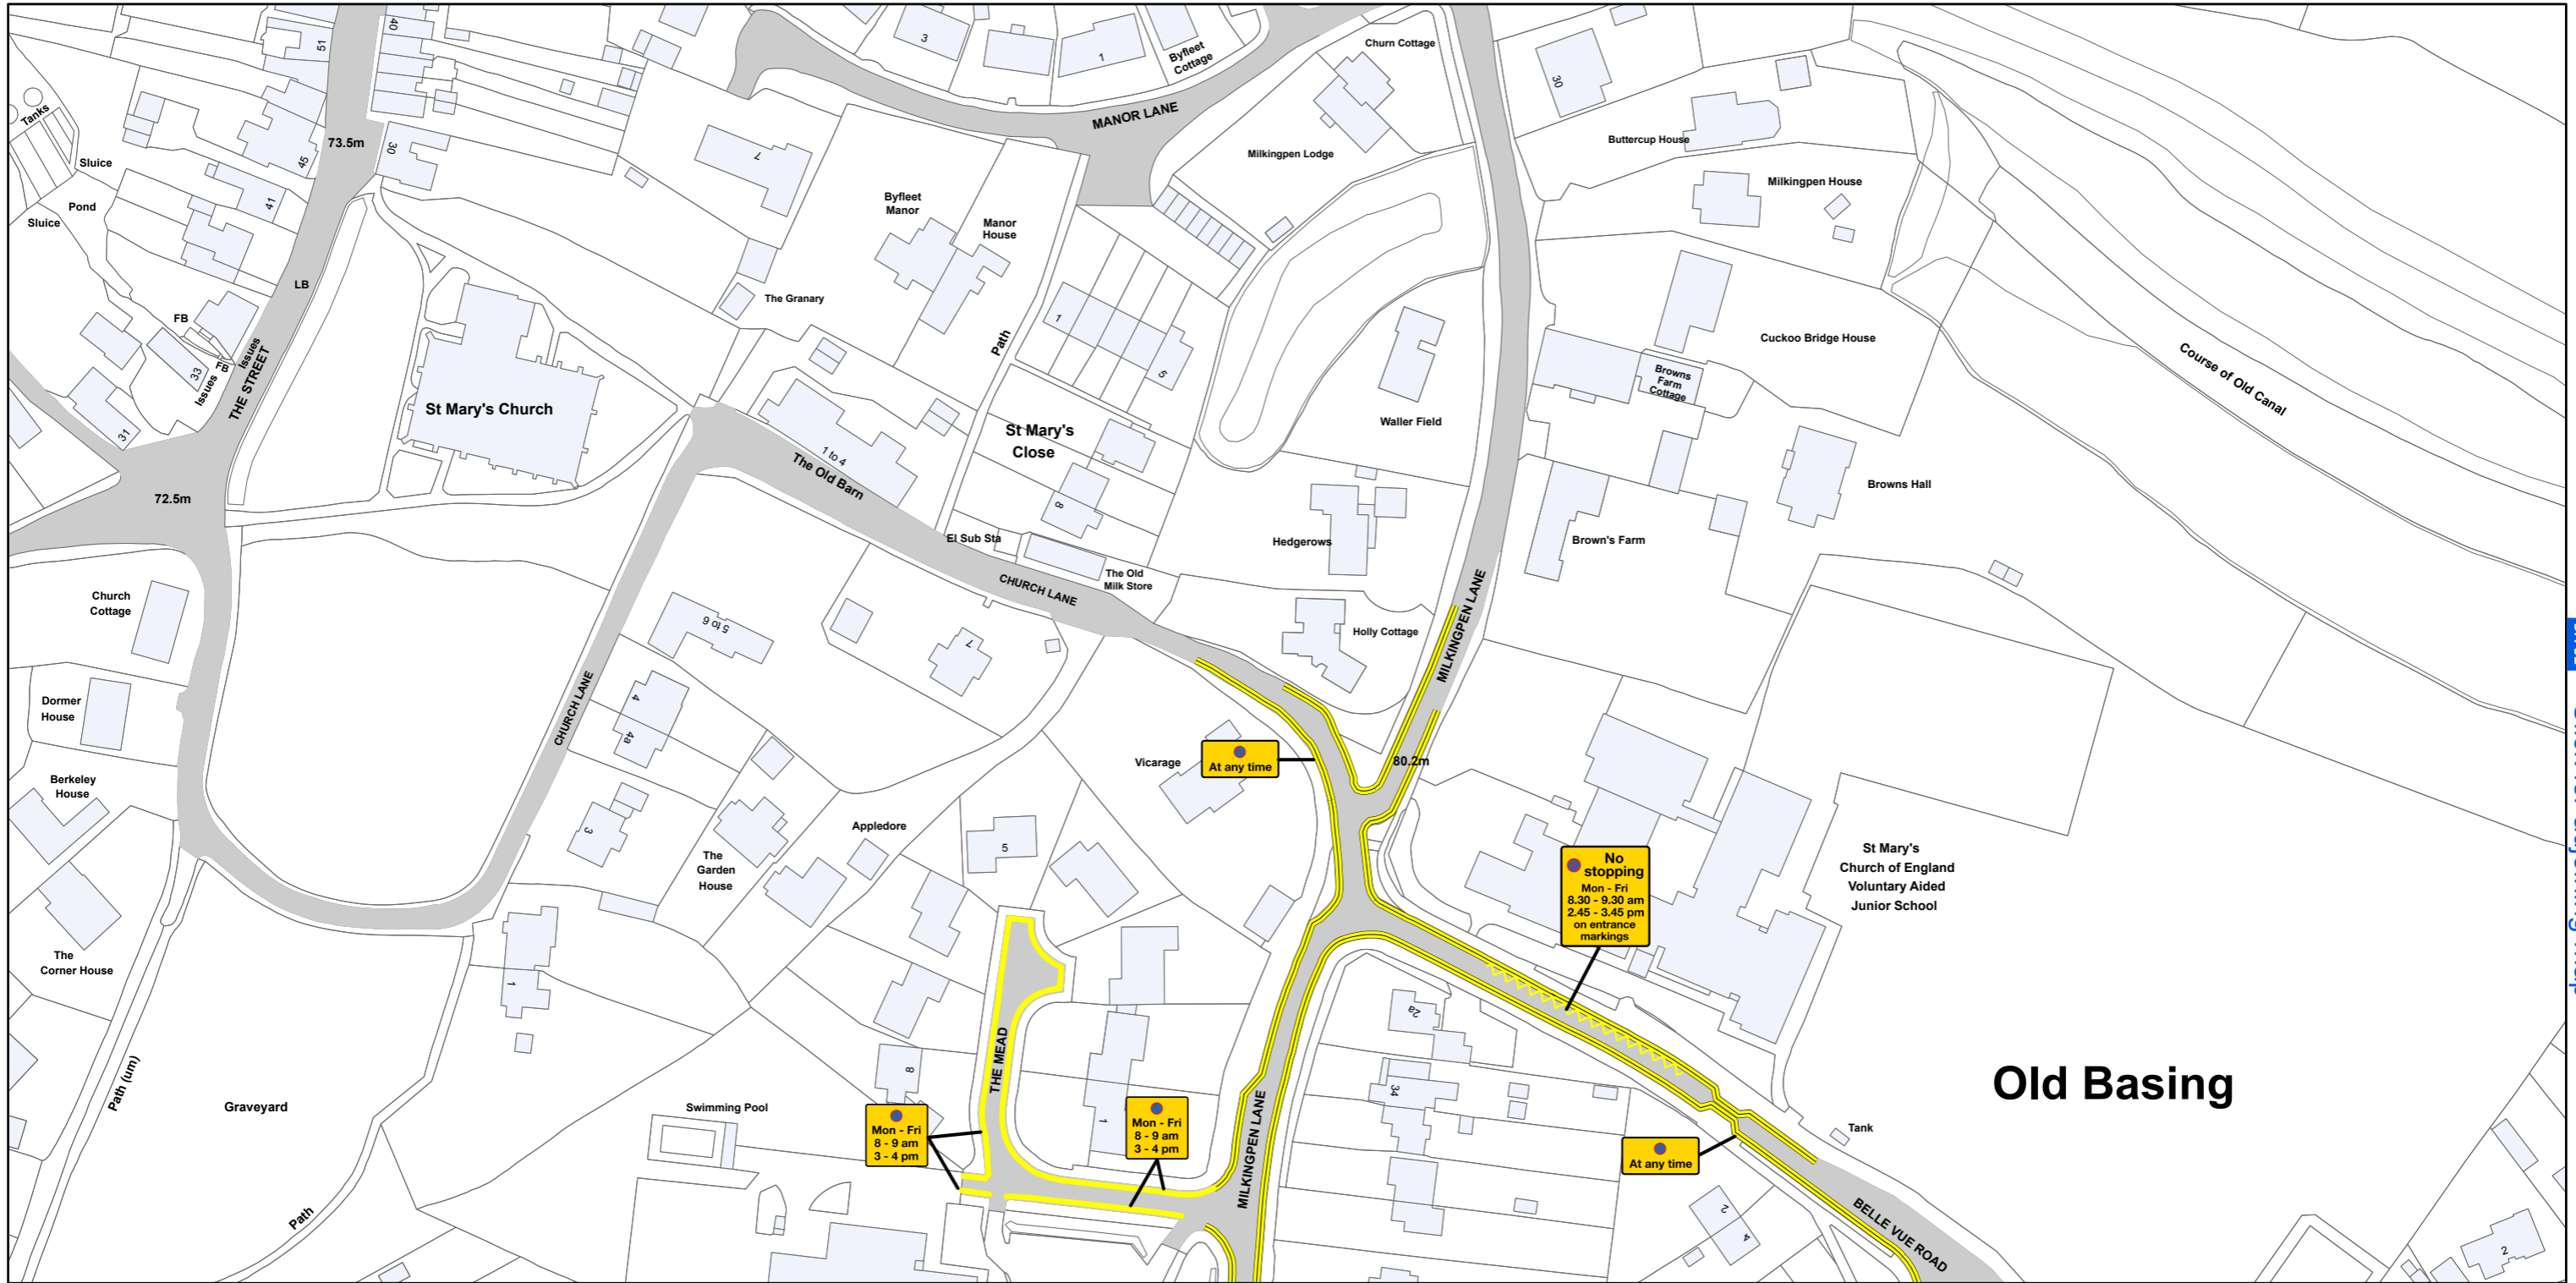 51
40
3
1
Byfleet
Cottage
Churn Cottage
30
Tanks
73.5m
MANOR LANE
Buttercup House
Sluice
45
30
7
Milkingpen Lodge
Milkingpen House
Pond
Sluice
41
Byfleet
Manor
Manor
House
LB
The Granary
FB
Issues
FB
33
Issues
THE STREET
Path
1
5
Cuckoo Bridge House
Browns
Farm
Cottage
Course of Old Canal
St Mary's Church
31
St Mary's
Close
Waller Field
1 to 4
The Old Barn
72.5m
8
Browns Hall
El Sub Sta
Hedgerows
Brown's Farm
The Old
Milk Store
CHURCH LANE
Church
Cottage
5 to 6
7
Holly Cottage
MILKINGPEN LANE
Dormer
House
4
4a
CHURCH LANE
Berkeley
House
3
Vicarage
At any time
80.2m
Appledore
The
Garden
House
5
No
stopping
Mon - Fri
8.30 - 9.30 am
2.45 - 3.45 pm
on entrance
markings
St Mary's
Church of England
Voluntary Aided
Junior School
The
Corner House
1
2a
THE MEAD
8
34
Path (um)
Graveyard
Swimming Pool
Mon - Fri
8 - 9 am
3 - 4 pm
Mon - Fri
8 - 9 am
3 - 4 pm
1
MILKINGPEN LANE
Old Basing
Tank
At any time
Path
2
4
BELLE VUE ROAD
2